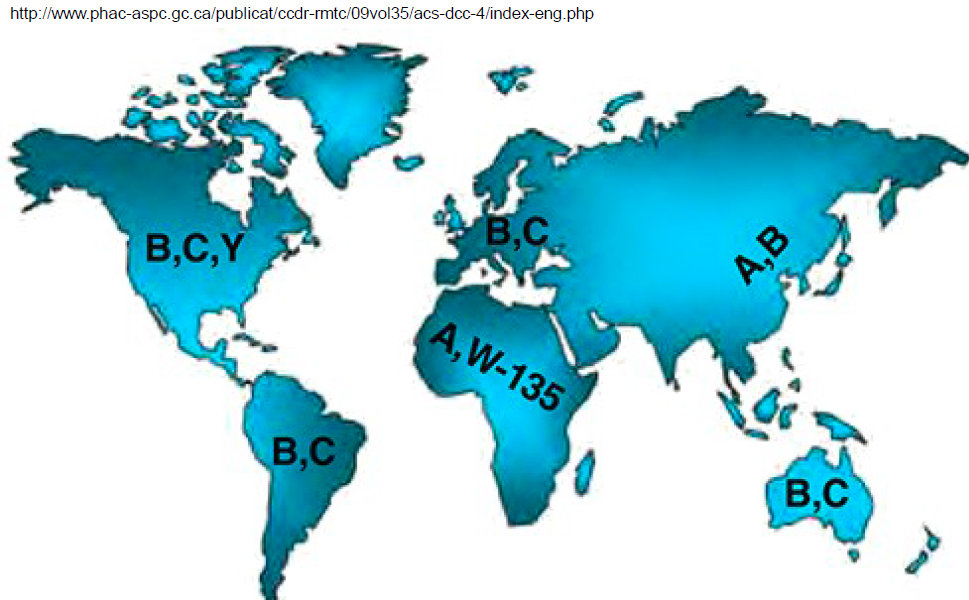 http://www.phac-aspc.gc.ca/publicat/ccdr-rmtc/09vol35/acs-dcc-4/index-eng.php
B,C,Y
B,C
A,B
A,W-135
B,C
B,C